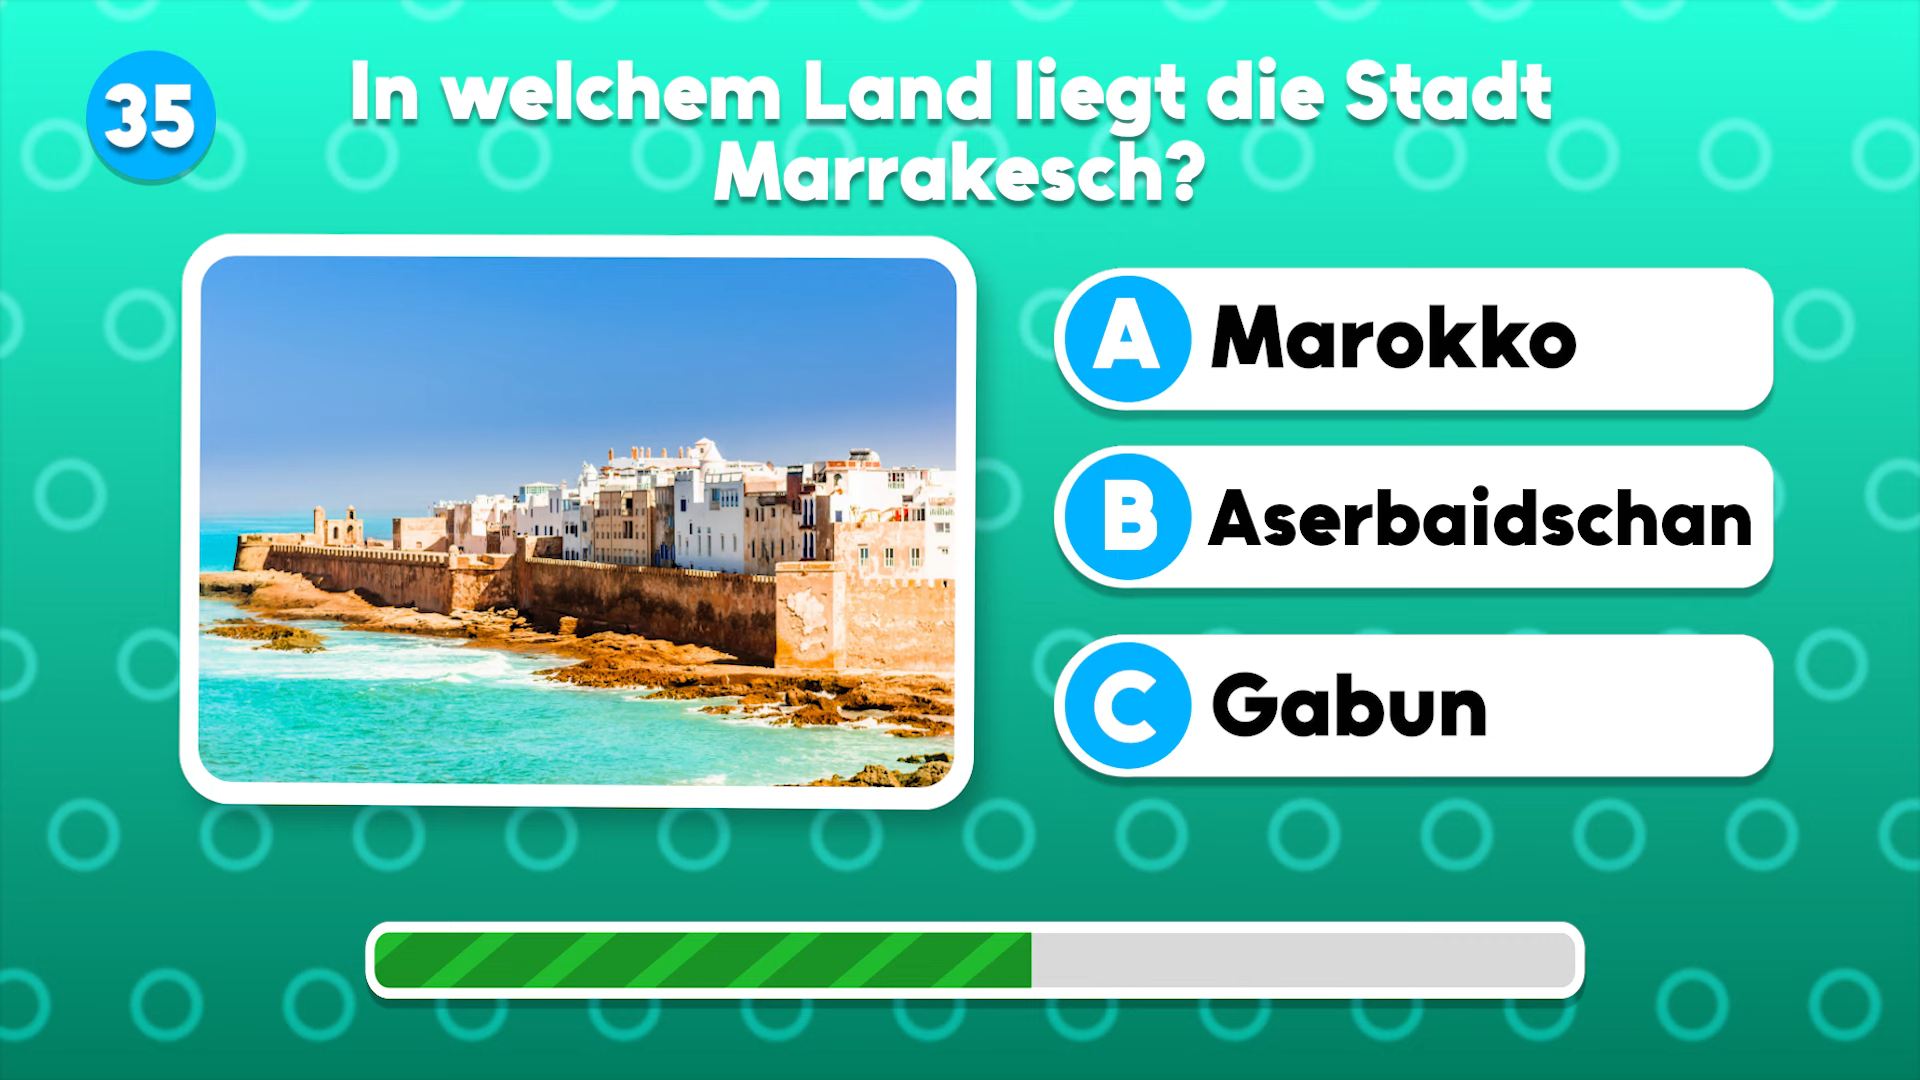 35
In welchem Land liegt die Stadt
Marrakesch?
A Marokko
B Aserbaidschan
C Gabun